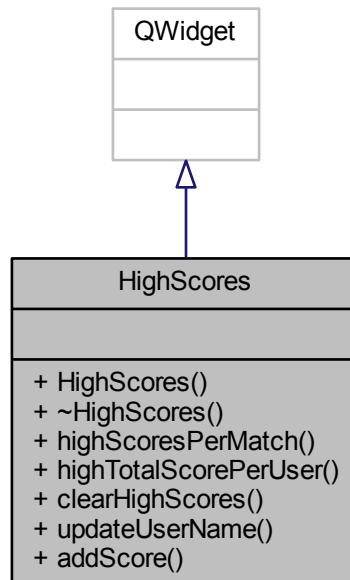 QWidget
HighScores
+ HighScores()
+ ~HighScores()
+ highScoresPerMatch()
+ highTotalScorePerUser()
+ clearHighScores()
+ updateUserName()
+ addScore()